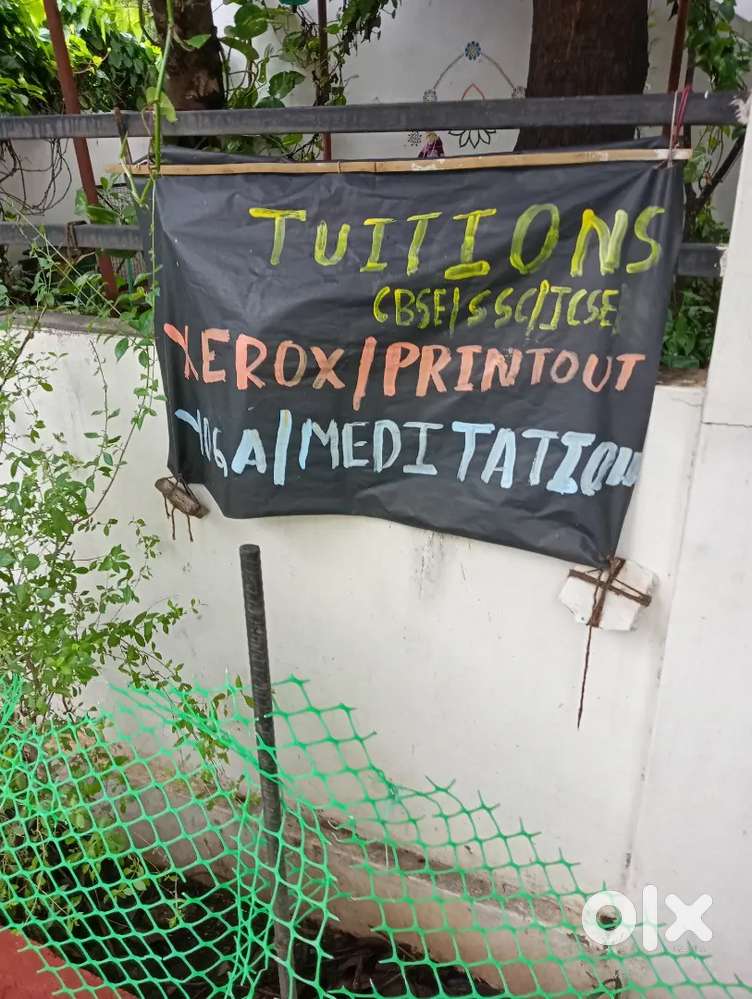 TUITIONS
CBSE/SSC/ICSE
XEROX/PRINTOUT
YOGA/MEDITATION
olx